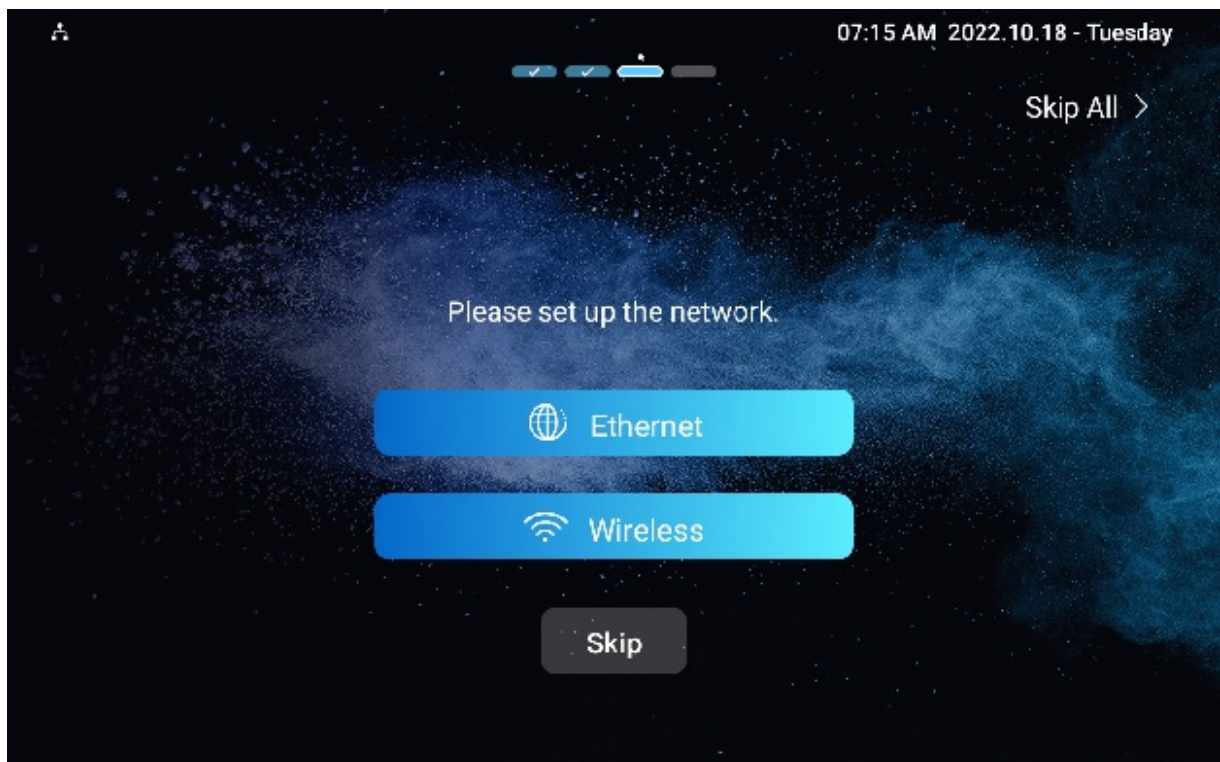 07:15 AM 2022.10.18 - Tuesday
Skip All >
Please set up the network.
Ethernet
Wireless
Skip